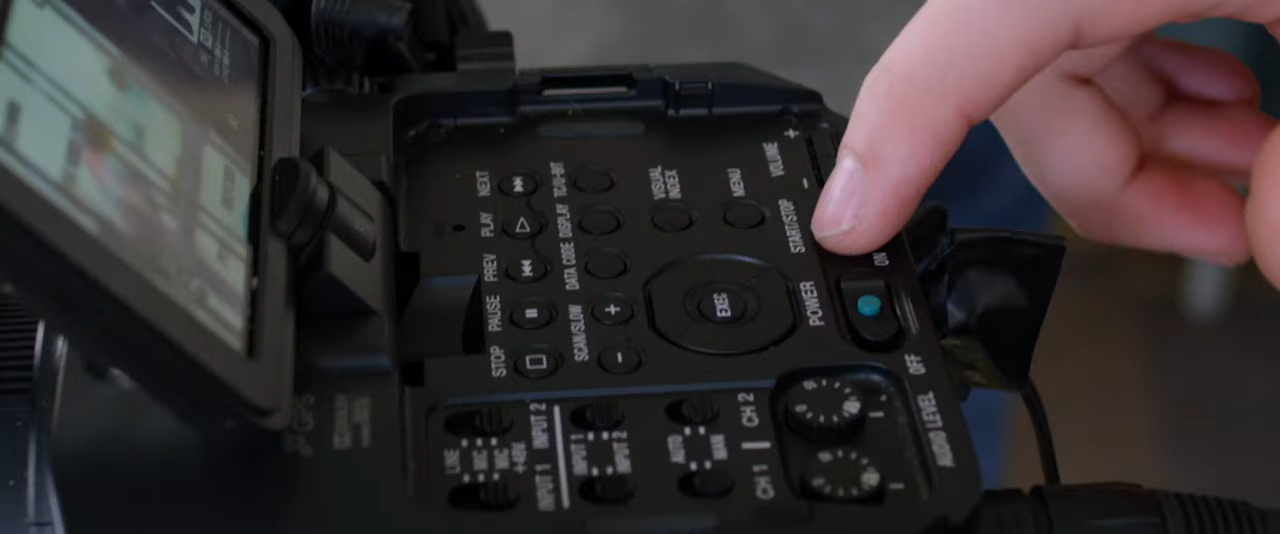 NEXT
PLAY
PREV
PAUSE
STOP
TC/U-BIT
DISPLAY
DATA CODE
SCAN/SLOW
+
-
VISUAL
INDEX
MENU
EXEC
VOLUME
- +
START/STOP
POWER
ON
OFF
LINE
MIC
MIC
+48V
INPUT 1
INPUT 2
INPUT 1
INPUT 2
AUTO
MAN
CH 1
CH 2
AUDIO LEVEL
GPS